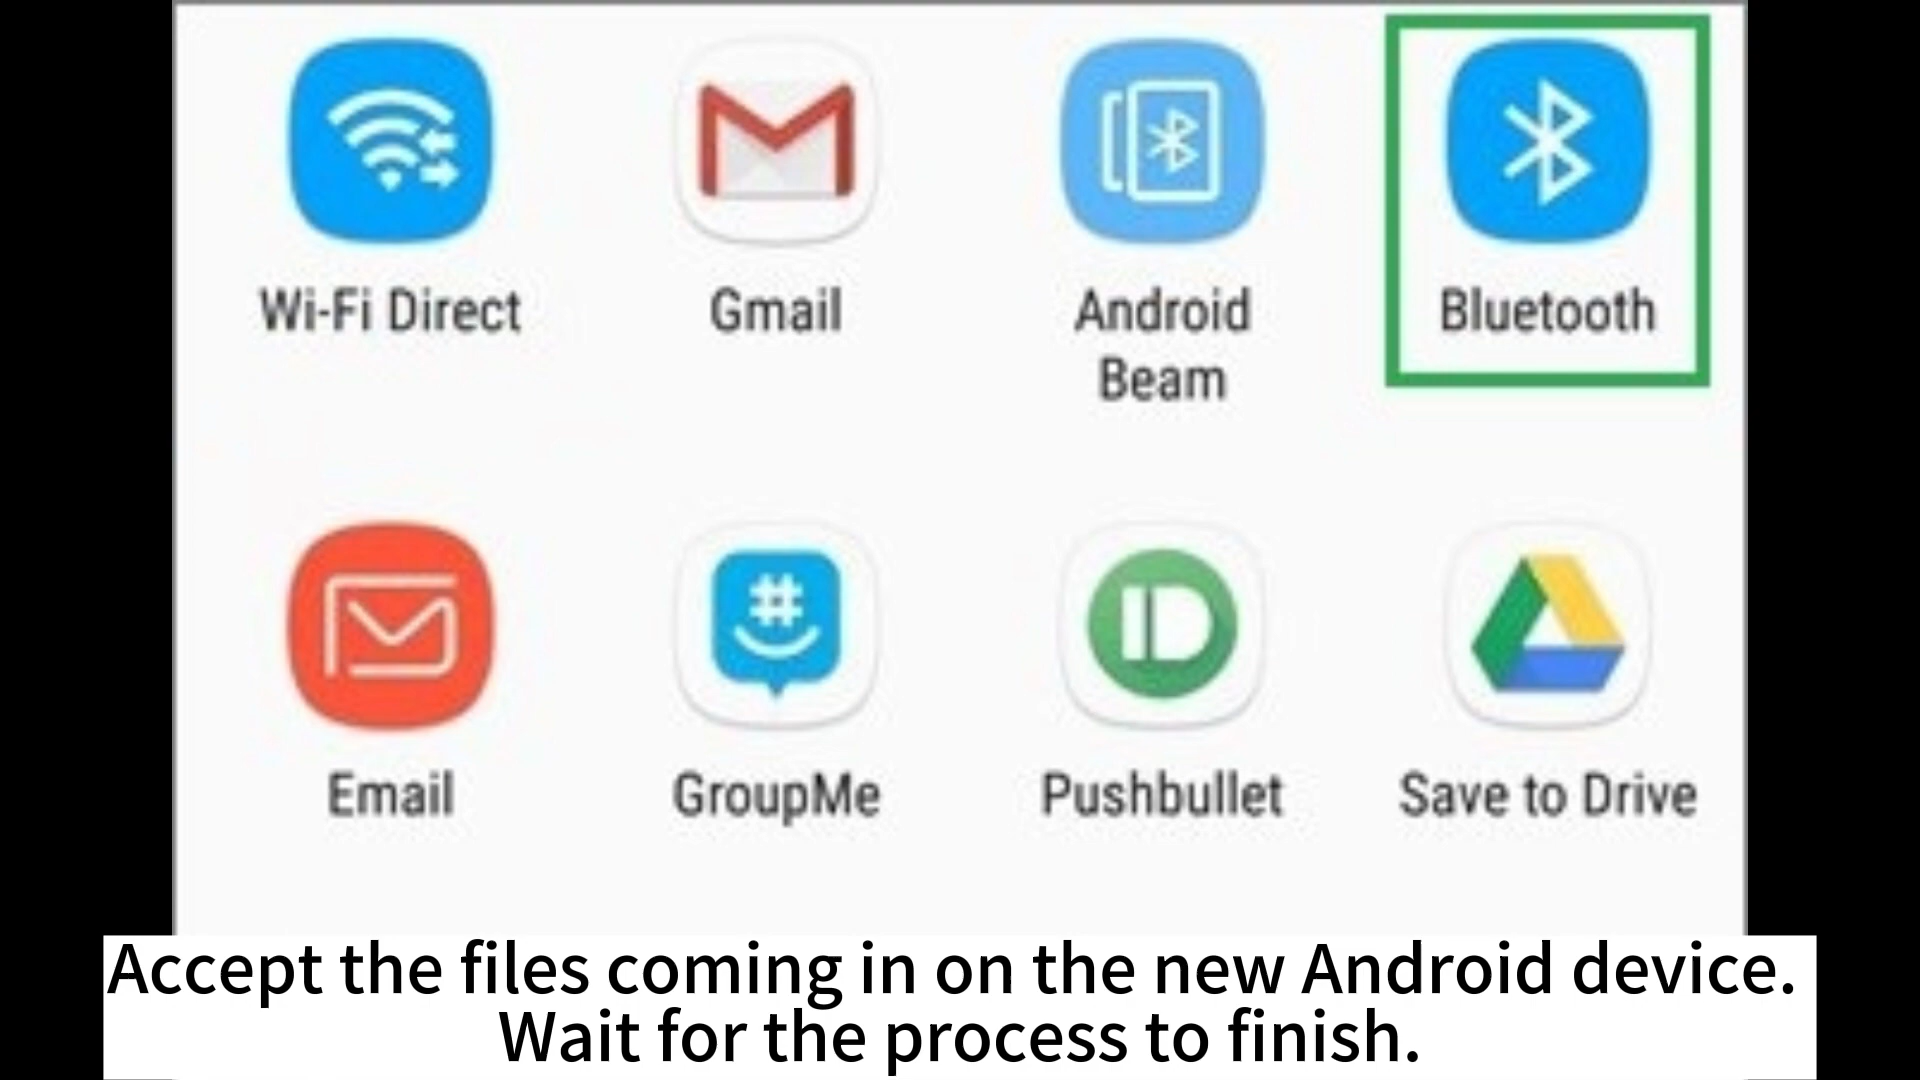 Wi-Fi Direct
Gmail
Android
Beam
Bluetooth
Email
GroupMe
Pushbullet
Save to Drive
Accept the files coming in on the new Android device.
Wait for the process to finish.